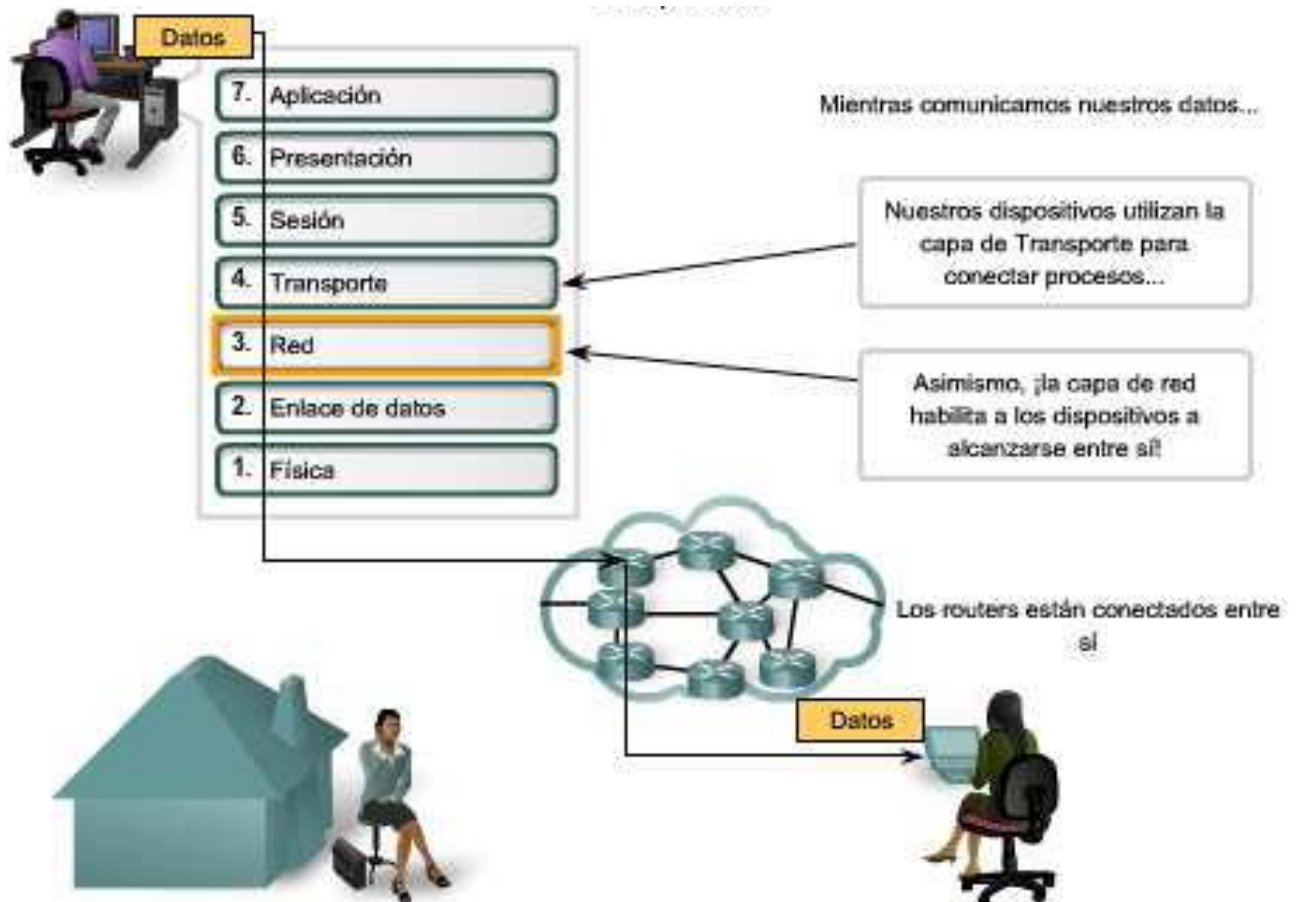 Datos
7. Aplicación
6. Presentación
5. Sesión
4. Transporte
3. Red
2. Enlace de datos
1. Física
Mientras comunicamos nuestros datos...
Nuestros dispositivos utilizan la
capa de Transporte para
conectar procesos...
Asimismo, ¡la capa de red
habilita a los dispositivos a
alcanzarse entre sí!
Los routers están conectados entre
sí
Datos